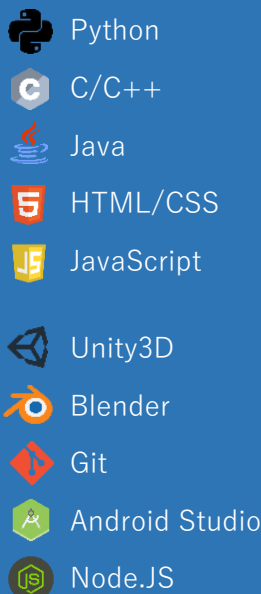 Python
C/C++
Java
HTML/CSS
JavaScript
Unity3D
Blender
Git
Android Studio
Node.JS